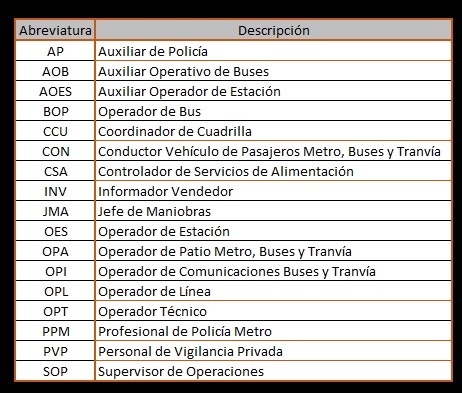 Abreviatura Descripción
AP Auxiliar de Policía
AOB Auxiliar Operativo de Buses
AOES Auxiliar Operador de Estación
BOP Operador de Bus
CCU Coordinador de Cuadrilla
CON Conductor Vehículo de Pasajeros Metro, Buses y Tranvía
CSA Controlador de Servicios de Alimentación
INV Informador Vendedor
JMA Jefe de Maniobras
OES Operador de Estación
OPA Operador de Patio Metro, Buses y Tranvía
OPI Operador de Comunicaciones Buses y Tranvía
OPL Operador de Línea
OPT Operador Técnico
PPM Profesional de Policía Metro
PVP Personal de Vigilancia Privada
SOP Supervisor de Operaciones